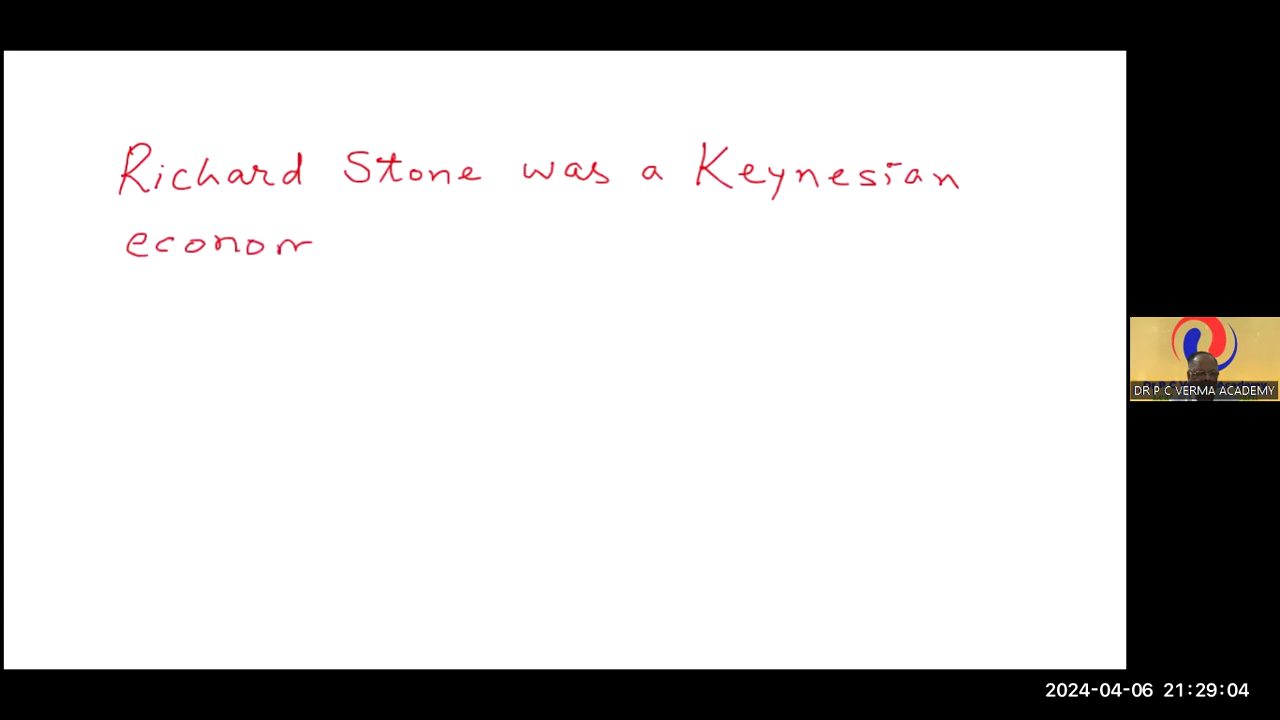 Richard Stone was a Keynesian
econom
DR P C VERMA ACADEMY
2024-04-06 21:29:04